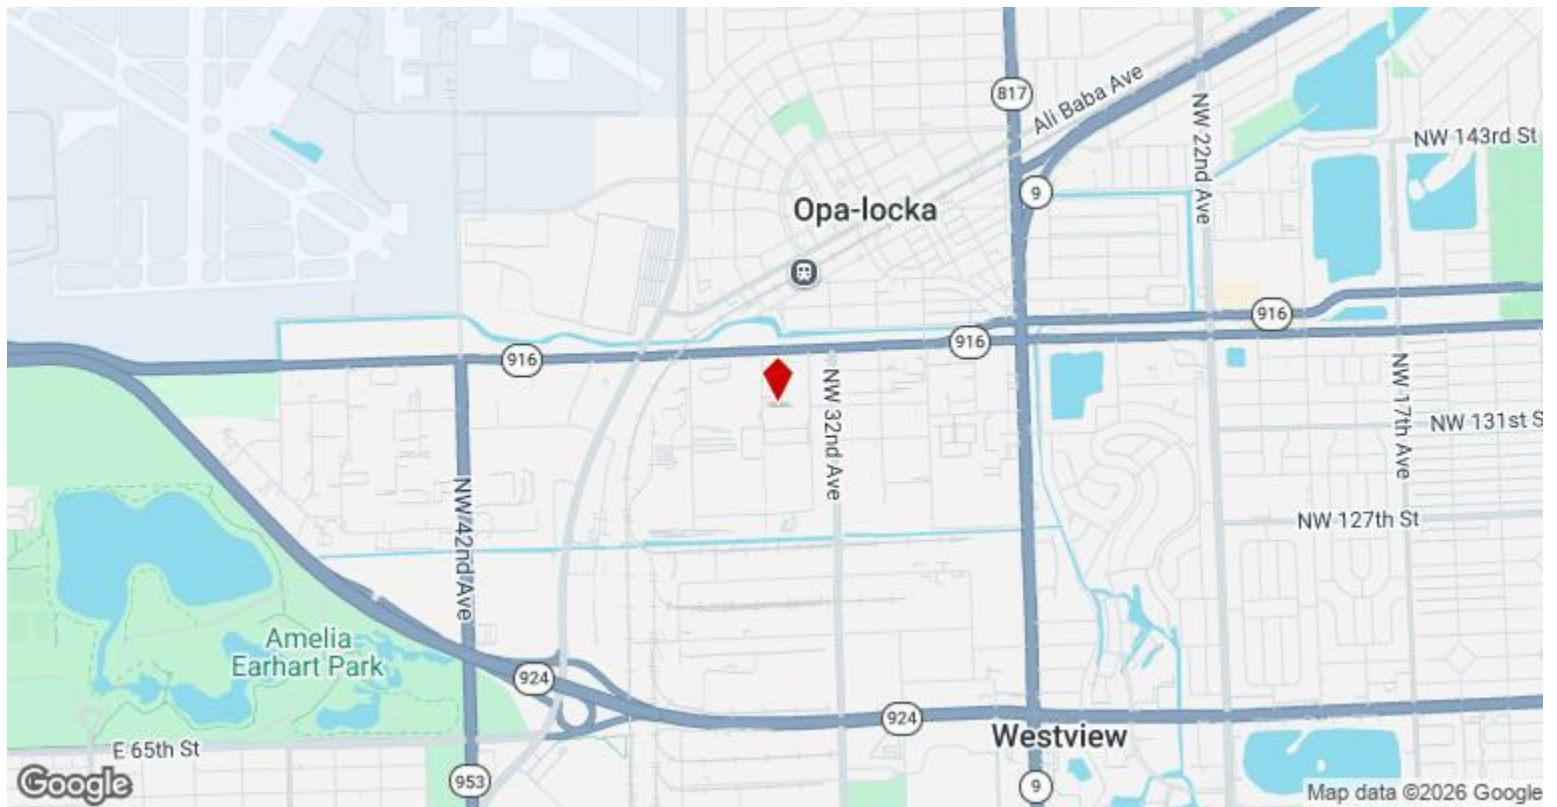 817
Ali Baba Ave
NW 22nd Ave
NW 143rd St
9
Opa-locka
916
916
916
NW 32nd Ave
NW 17th Ave
NW 131st S
NW 42nd Ave
NW 127th St
Amelia
Earhart Park
924
924
Westview
E 65th St
953
9
Google
Map data ©2026 Google